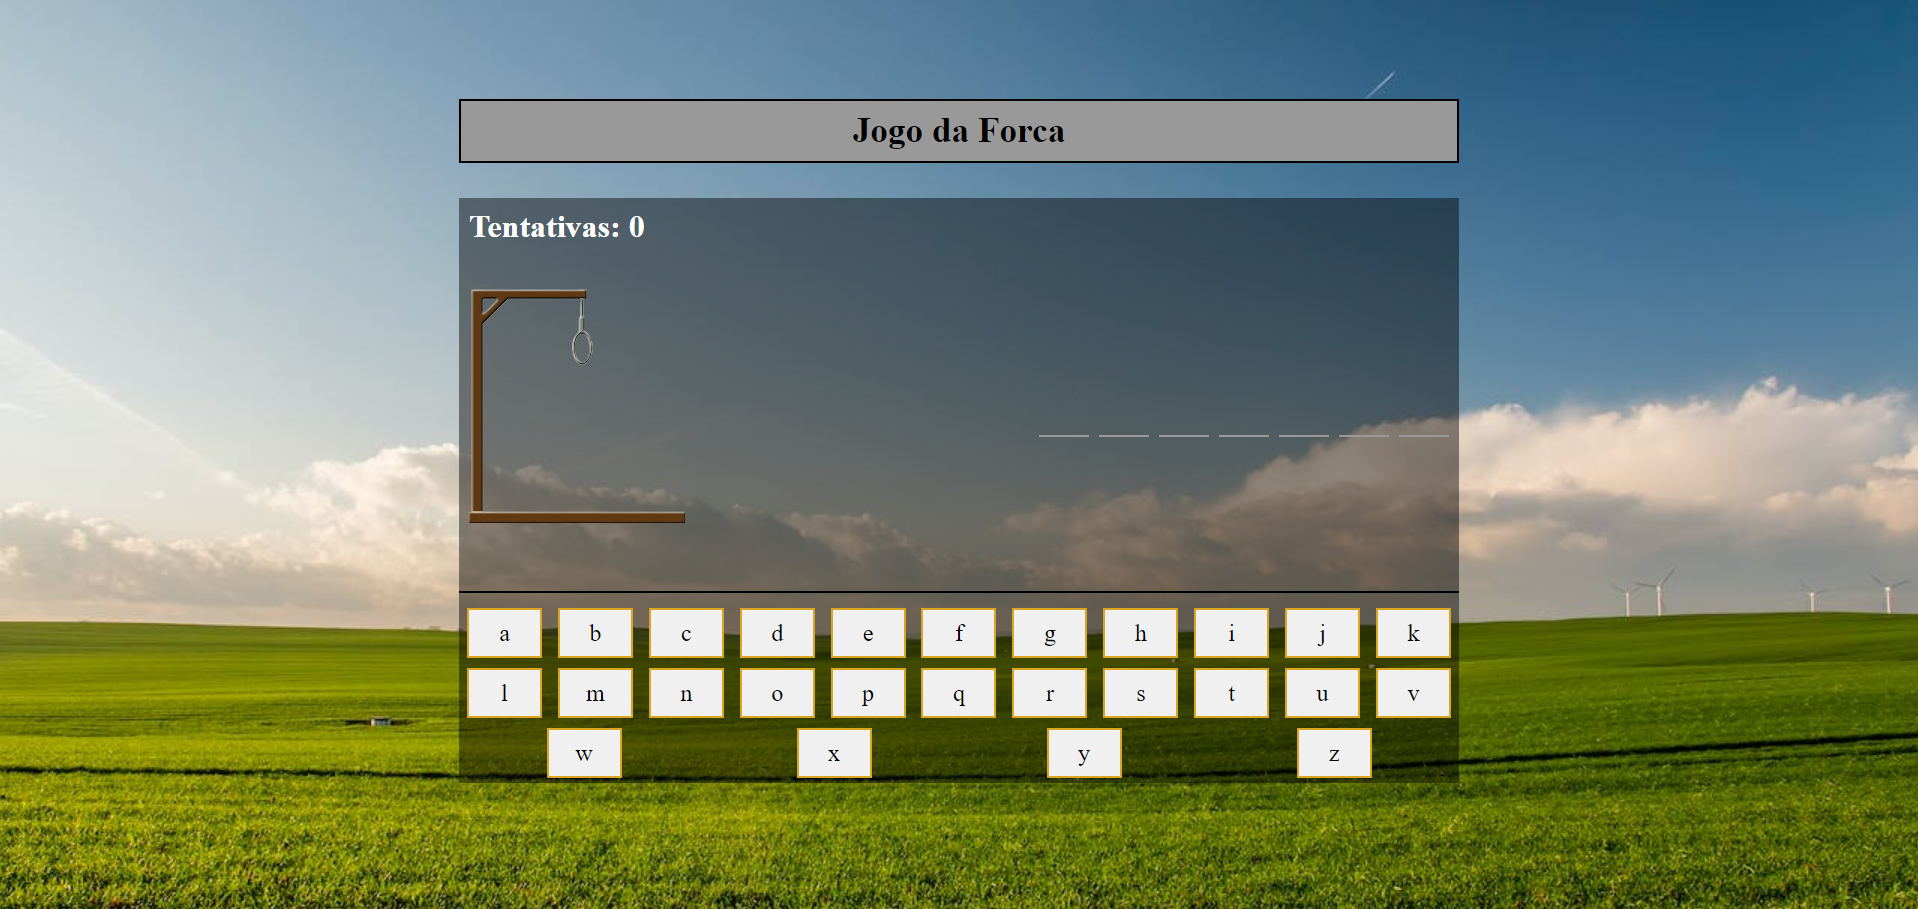 Jogo da Forca
Tentativas: 0
a b c d e f g h i j k
l m n o p q r s t u v
w x y z